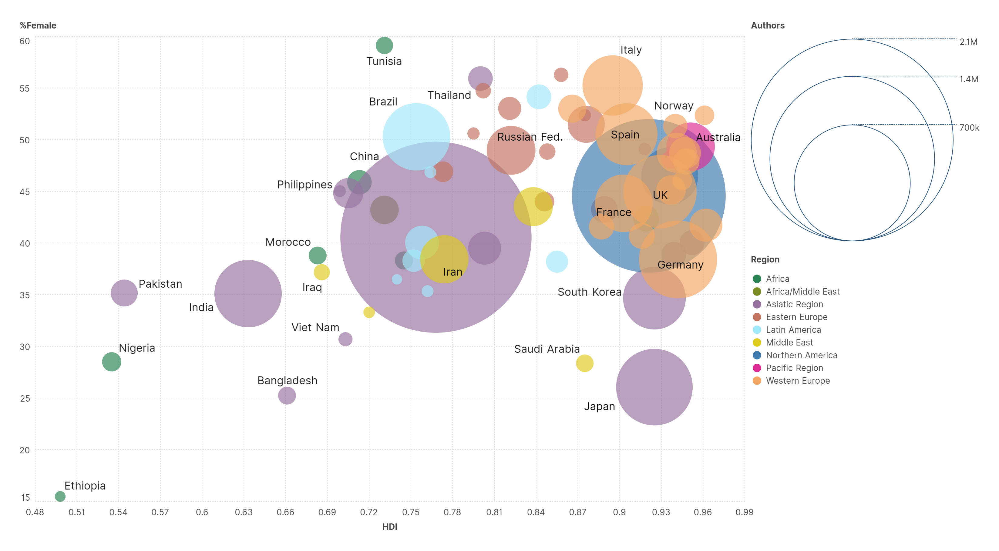 %Female
Authors
60
55
50
45
40
35
30
25
20
15
0.48
0.51
0.54
0.57
0.6
0.63
0.66
0.69
0.72
0.75
0.78
0.81
0.84
0.87
0.9
0.93
0.96
0.99
HDI
Tunisia
Italy
Thailand
Brazil
Norway
Russian Fed.
Spain
Australia
China
Philippines
UK
France
Morocco
Iran
Germany
Iraq
Pakistan
South Korea
India
Viet Nam
Nigeria
Saudi Arabia
Bangladesh
Japan
Ethiopia
2.1M
1.4M
700k
Region
Africa
Africa/Middle East
Asiatic Region
Eastern Europe
Latin America
Middle East
Northern America
Pacific Region
Western Europe